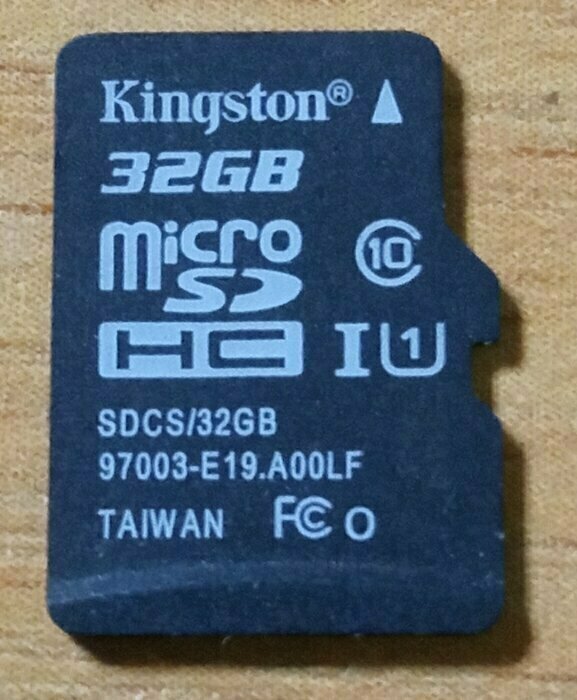 Kingston®
32GB
micro
SD
HC
10
I 1
SDCS/32GB
97003-E19.A00LF
TAIWAN FC O